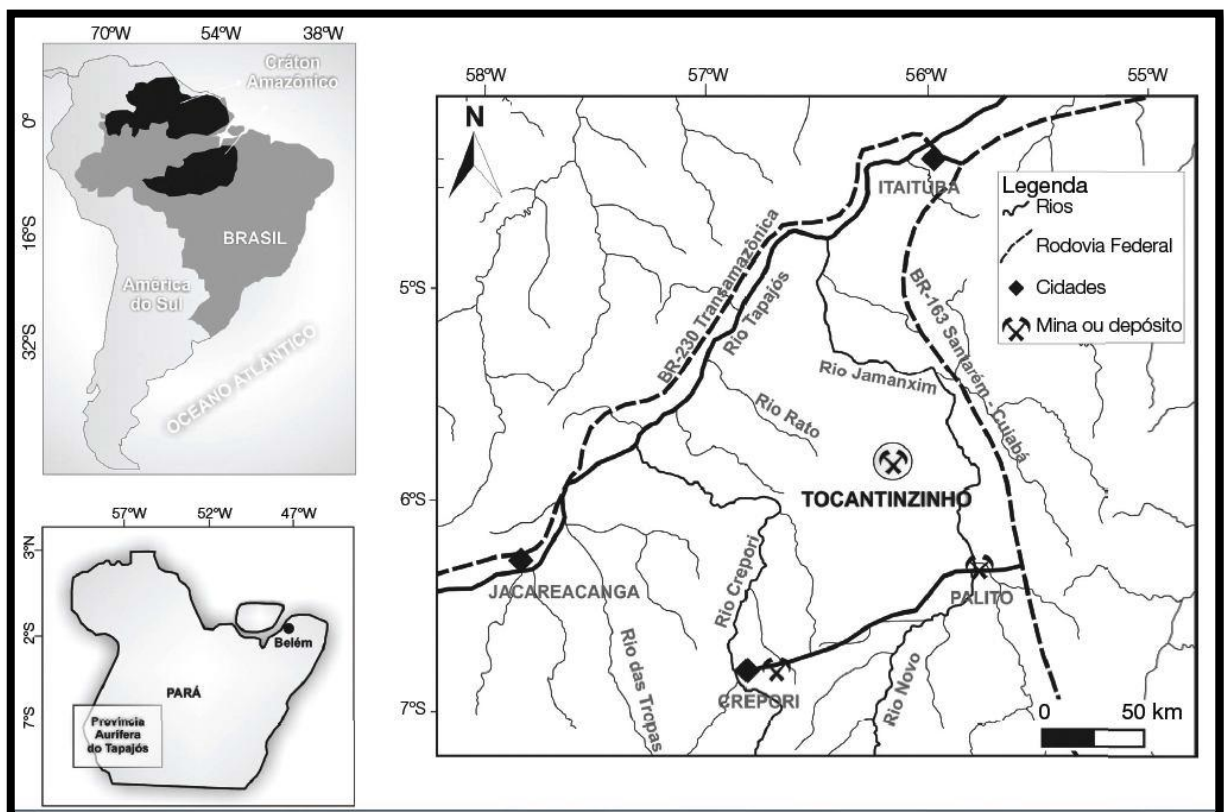 70ºW 54ºW 38ºW
Cráton
Amazônico
0º
16ºS
32ºS
BRASIL
América
do Sul
OCEANO ATLÂNTICO
57ºW 52ºW 47ºW
3ºN
2ºS
7ºS
Belém
PARÁ
Província
Aurífera
do Tapajós
58ºW 57ºW 56ºW 55ºW
5ºS
6ºS
7ºS
N
ITAITUBA
BR-230 Transamazônica
Rio Tapajós
BR-163 Santarém - Cuiabá
Rio Jamanxim
Rio Rato
TOCANTINZINHO
JACAREACANGA
Rio Crepori
PALITO
Rio das Tropas
CREPORI
Rio Novo
Legenda
Rios
Rodovia Federal
Cidades
Mina ou depósito
0 50 km